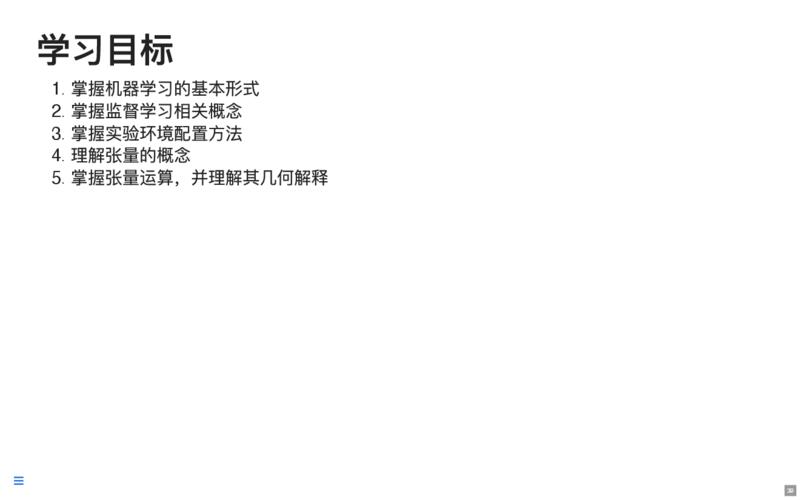 学习目标
1. 掌握机器学习的基本形式
2. 掌握监督学习相关概念
3. 掌握实验环境配置方法
4. 理解张量的概念
5. 掌握张量运算，并理解其几何解释